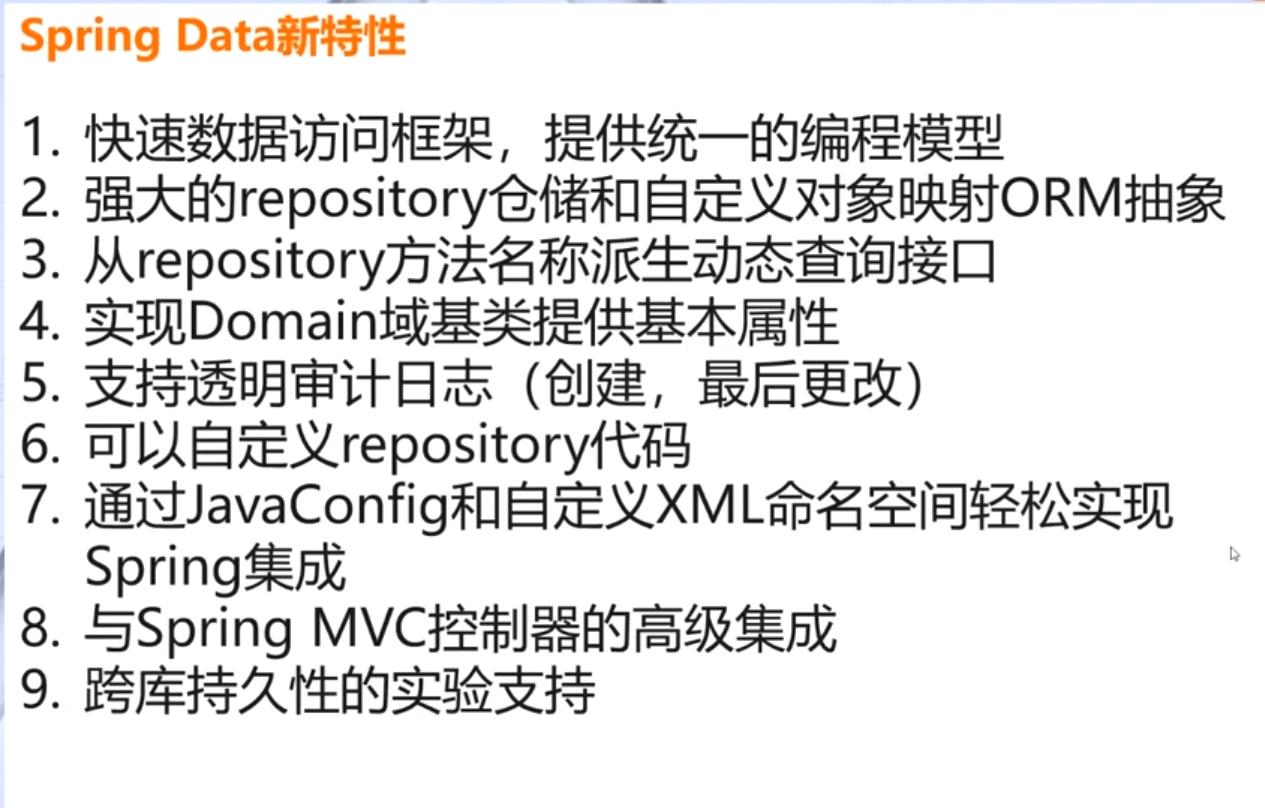 Spring Data新特性
1. 快速数据访问框架，提供统一的编程模型
2. 强大的repository仓储和自定义对象映射ORM抽象
3. 从repository方法名称派生动态查询接口
4. 实现Domain域基类提供基本属性
5. 支持透明审计日志（创建，最后更改）
6. 可以自定义repository代码
7. 通过JavaConfig和自定义XML命名空间轻松实现
Spring集成
8. 与Spring MVC控制器的高级集成
9. 跨库持久性的实验支持